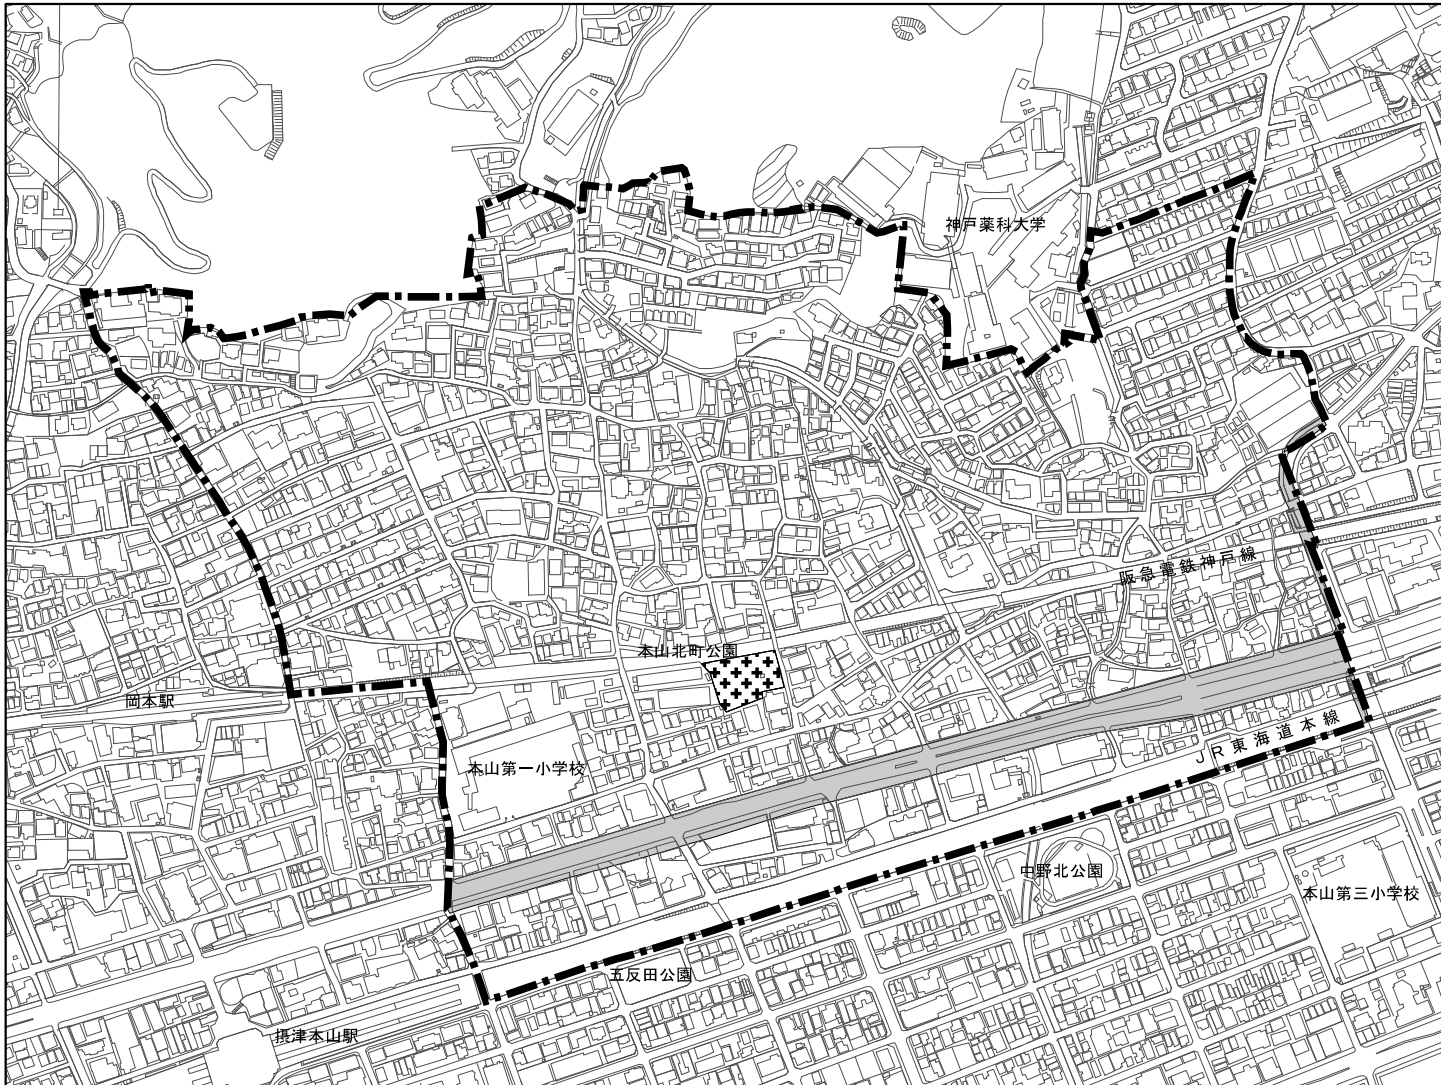 神戸薬科大学
阪急電鉄神戸線
本山北町公園
岡本駅
JR東海道本線
本山第一小学校
中野北公園
本山第三小学校
五反田公園
摂津本山駅